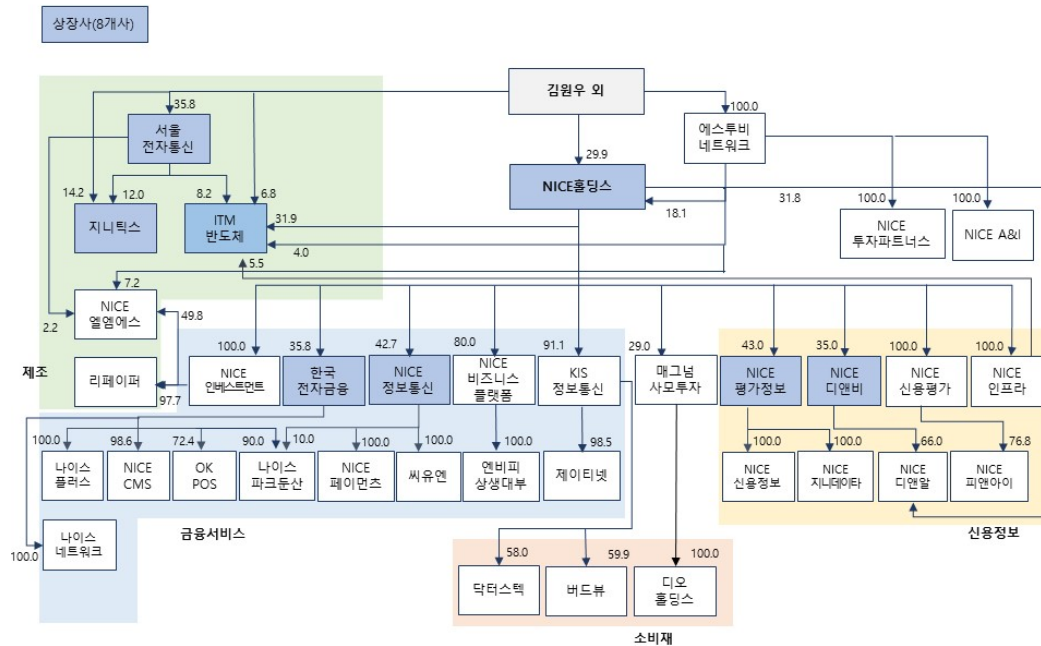 상장사(8개사)
김원우 외
35.8
100.0
서울
전자통신
에스투비
네트워크
29.9
NICE홀딩스
14.2
12.0
8.2
6.8
18.1
31.8
100.0
100.0
지니틱스
ITM
반도체
31.9
4.0
5.5
NICE
투자파트너스
NICE A&I
7.2
NICE
엘엠에스
2.2
49.8
제조
리페이퍼
97.7
100.0
35.8
42.7
80.0
91.1
29.0
43.0
35.0
100.0
100.0
NICE
인베스트먼트
한국
전자금융
NICE
정보통신
NICE
비즈니스
플랫폼
KIS
정보통신
매그넘
사모투자
NICE
평가정보
NICE
디앤비
NICE
신용평가
NICE
인프라
100.0
98.6
72.4
90.0
10.0
100.0
100.0
100.0
98.5
100.0
100.0
66.0
76.8
나이스
플러스
NICE
CMS
OK
POS
나이스
파크둔산
NICE
페이먼츠
씨유엔
엔비피
상생대부
제이티넷
NICE
신용정보
NICE
지니데이타
NICE
디앤알
NICE
피앤아이
100.0
나이스
네트워크
금융서비스
신용정보
58.0
59.9
100.0
닥터스텍
버드뷰
디오
홀딩스
소비재